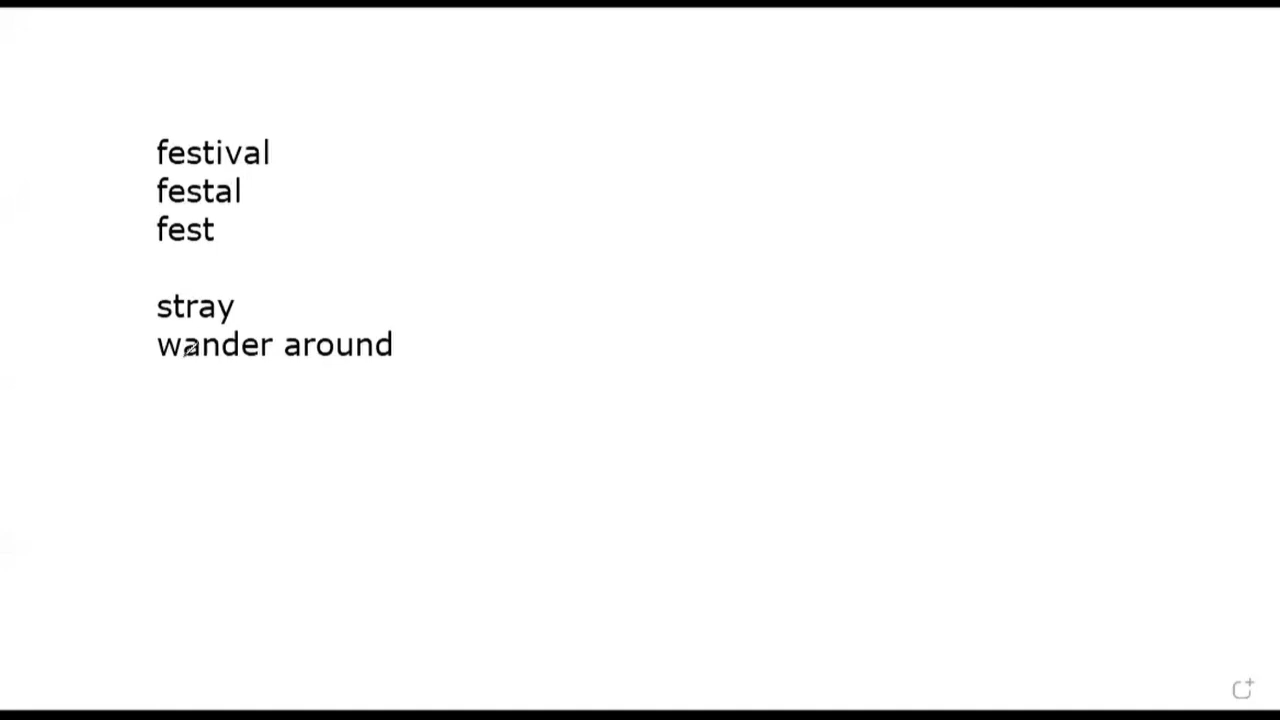 festival
festal
fest
stray
wander around